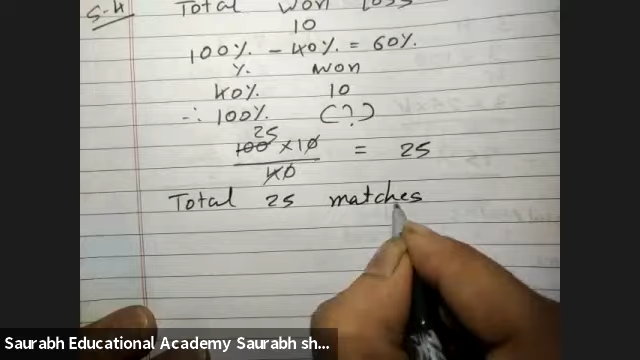 S-4
Total won Loss
10
100% - 40% = 60%
% won
40% 10
∴ 100% (?)
25
100 × 10
40
= 25
Total 25 matches
Saurabh Educational Academy Saurabh sh...